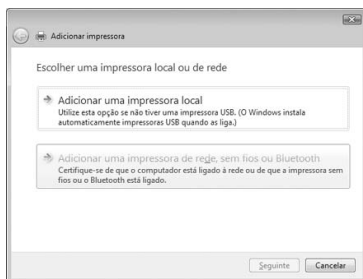 Adicionar impressora
Escolher uma impressora local ou de rede
Adicionar uma impressora local
Utilize esta opção se não tiver uma impressora USB. (O Windows instala
automaticamente impressoras USB quando as liga.)
Adicionar uma impressora de rede, sem fios ou Bluetooth
Certifique-se de que o computador está ligado à rede ou de que a impressora sem
fios ou o Bluetooth está ligado.
Seguinte Cancelar